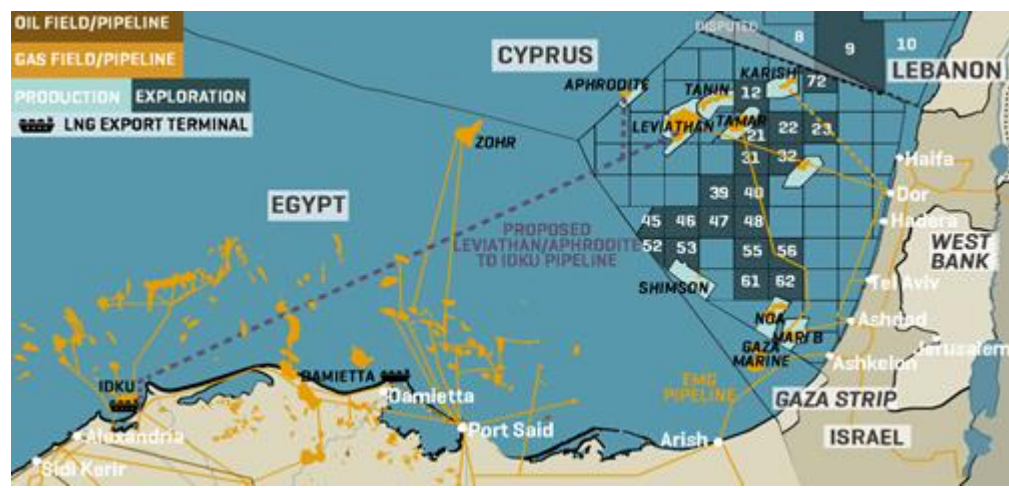 OIL FIELD/PIPELINE
GAS FIELD/PIPELINE
PRODUCTION EXPLORATION
LNG EXPORT TERMINAL
DISPUTED
8
9
10
CYPRUS
LEBANON
APHRODITE
TANIN
KARISH
72
12
LEVIATHAN
TAMAR
21
22
23
ZOHR
31
32
Haifa
EGYPT
39
40
Dor
45
46
47
48
Hadera
PROPOSED
LEVIATHAN/APHRODITE
TO IDKU PIPELINE
52
53
55
56
WEST
BANK
SHIMSON
61
62
Tel Aviv
NOA
MARI B
Ashdod
GAZA
MARINE
Jerusalem
Ashkelon
IDKU
DAMIETTA
Damietta
EMG
PIPELINE
GAZA STRIP
Alexandria
Port Said
Arish
ISRAEL
Sidi Kerir